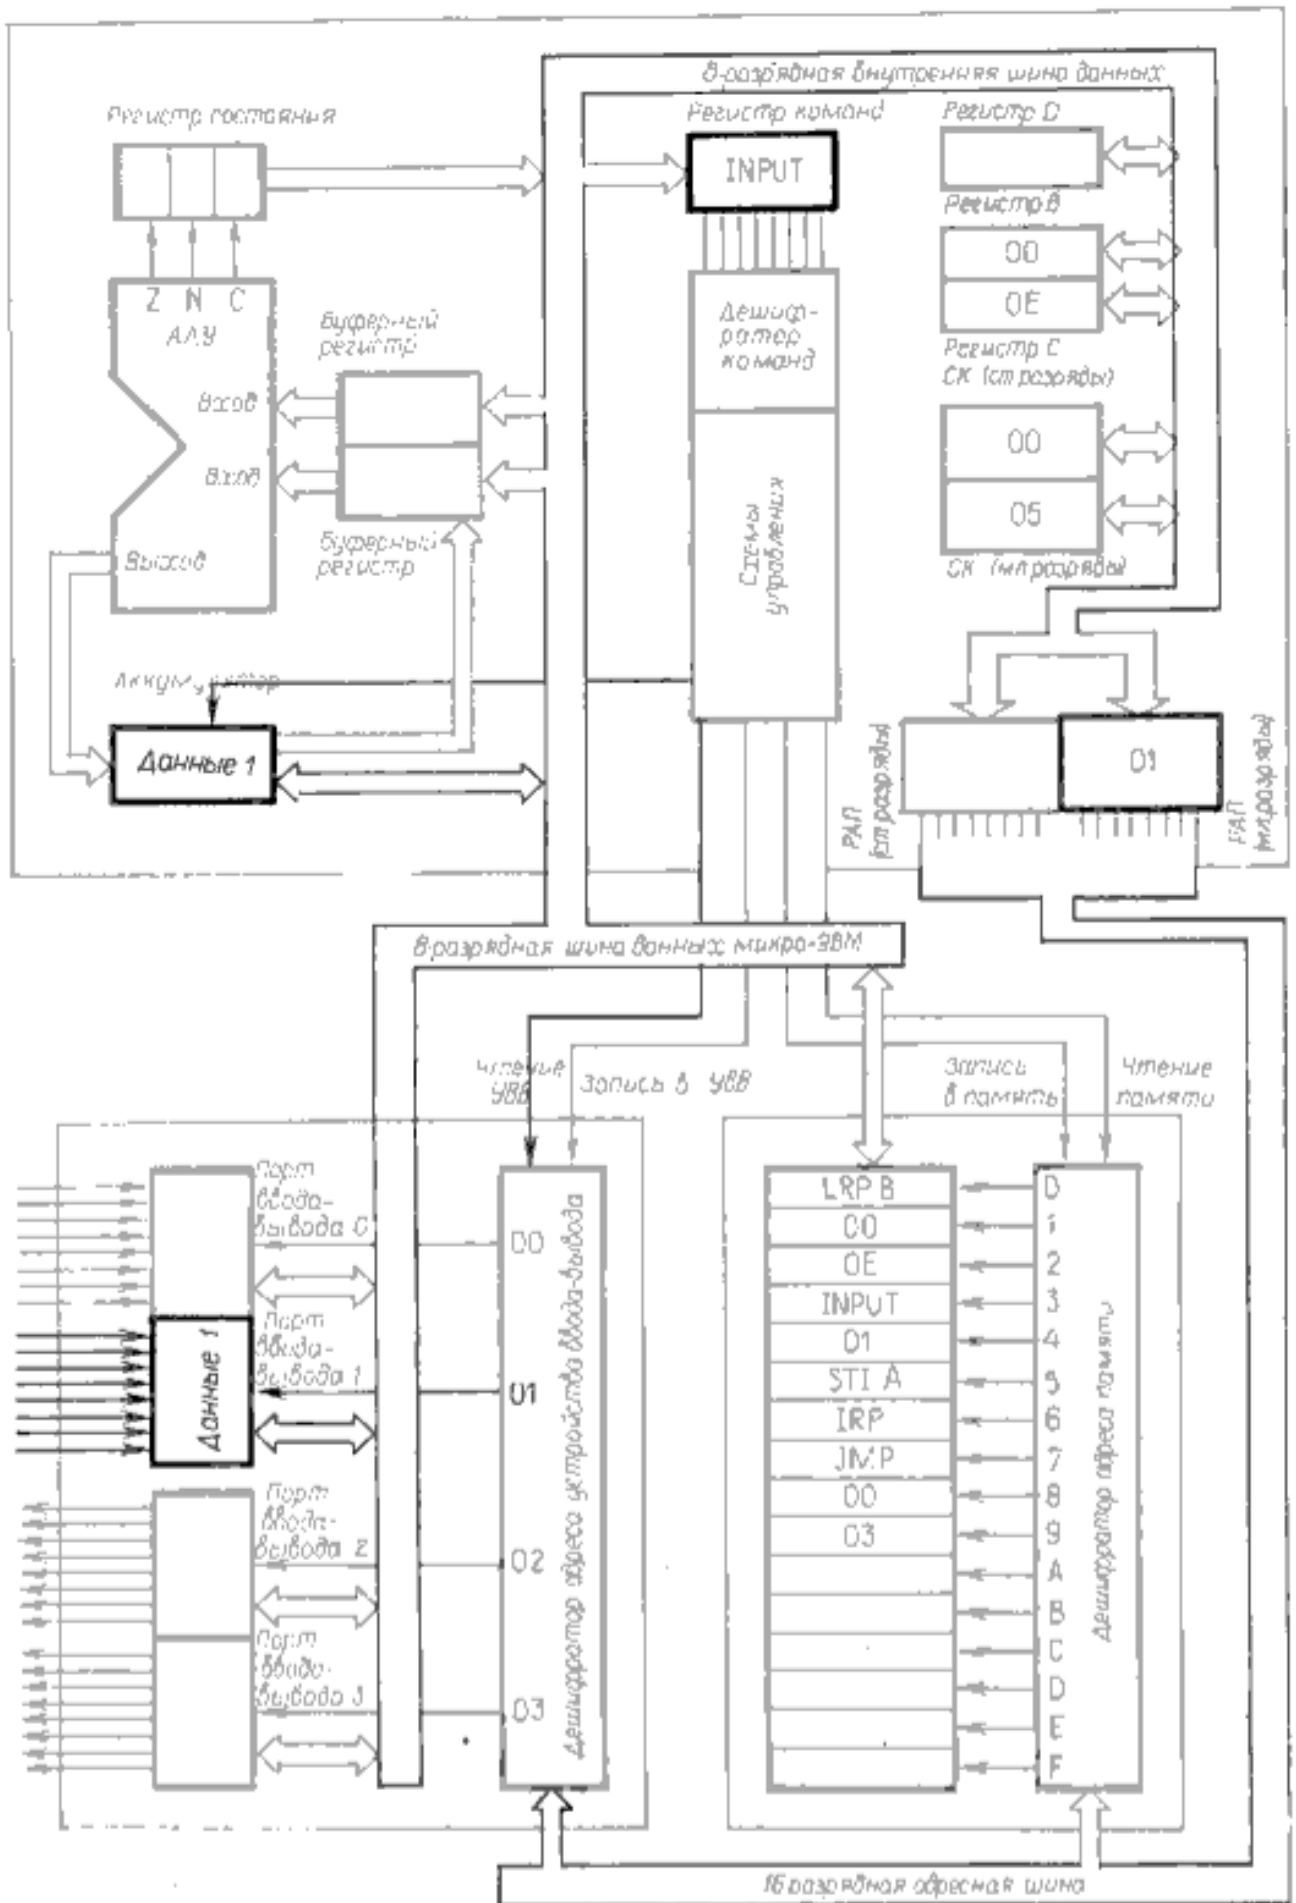 8-разрядная внутренняя шина данных
Регистр состояния
Регистр команд
INPUT
Регистр D
Регистр B
00
0E
Регистр C
СК (ст разряды)
00
05
СК (мл разряды)
Z N C
АЛУ
Вход
Вход
Выход
Буферный
регистр
Буферный
регистр
Дешиф-
ратор
команд
Схемы
управления
Аккумулятор
Данные 1
РАП
(ст разряды)
01
РАП
(мл разряды)
8-разрядная шина данных микро-ЭВМ
Чтение
УВВ
Запись в УВВ
Запись
в память
Чтение
памяти
Порт
ввода-
вывода 0
Данные 1
Порт
ввода-
вывода 1
Порт
ввода-
вывода 2
Порт
ввода-
вывода 3
00
01
02
03
Дешифратор адреса устройства ввода-вывода
LRP B
00
0E
INPUT
01
STI A
IRP
JMP
00
03
0
1
2
3
4
5
6
7
8
9
A
B
C
D
E
F
Дешифратор адреса памяти
16 разрядная адресная шина